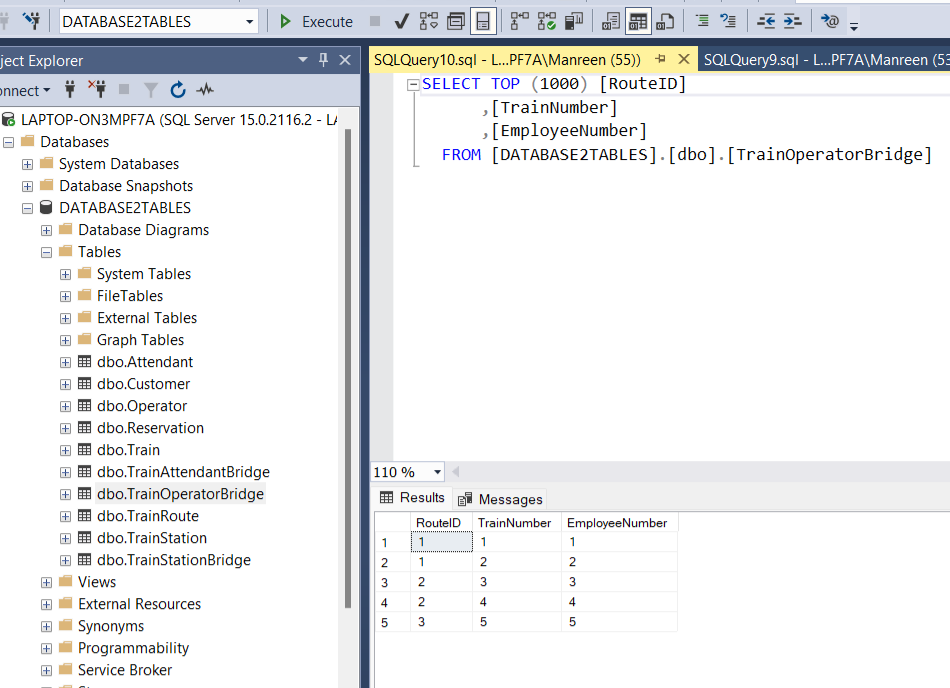 DATABASE2TABLES
Execute
ject Explorer
SQLQuery10.sql - L...PF7A\Manreen (55))
SQLQuery9.sql - L...PF7A\Manreen (53
onnect
LAPTOP-ON3MPF7A (SQL Server 15.0.2116.2 - LA
Databases
System Databases
Database Snapshots
DATABASE2TABLES
Database Diagrams
Tables
System Tables
FileTables
External Tables
Graph Tables
dbo.Attendant
dbo.Customer
dbo.Operator
dbo.Reservation
dbo.Train
dbo.TrainAttendantBridge
dbo.TrainOperatorBridge
dbo.TrainRoute
dbo.TrainStation
dbo.TrainStationBridge
Views
External Resources
Synonyms
Programmability
Service Broker
SELECT TOP (1000) [RouteID]
,[TrainNumber]
,[EmployeeNumber]
FROM [DATABASE2TABLES].[dbo].[TrainOperatorBridge]
110 %
Results Messages
RouteID TrainNumber EmployeeNumber
1 1 1 1
2 1 2 2
3 2 3 3
4 2 4 4
5 3 5 5